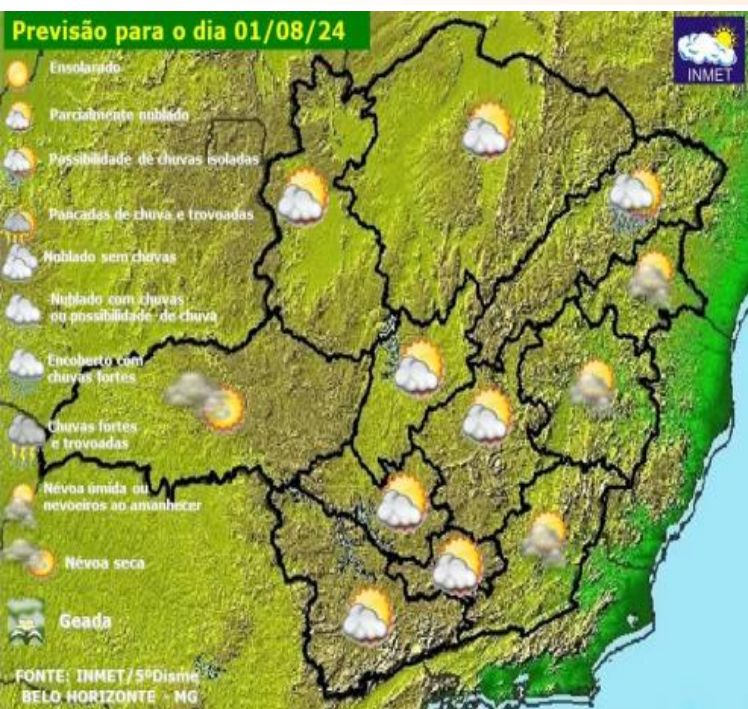 Previsão para o dia 01/08/24
INMET
Ensolarado
Parcialmente nublado
Possibilidade de chuvas isoladas
Pancadas de chuva e trovoadas
Nublado sem chuvas
Nublado com chuvas
ou possibilidade de chuva
Encoberto com
chuvas fortes
Chuvas fortes
e trovoadas
Névoa úmida ou
nevoeiros ao amanhecer
Névoa seca
Geada
FONTE: INMET/5ºDisme
BELO HORIZONTE - MG